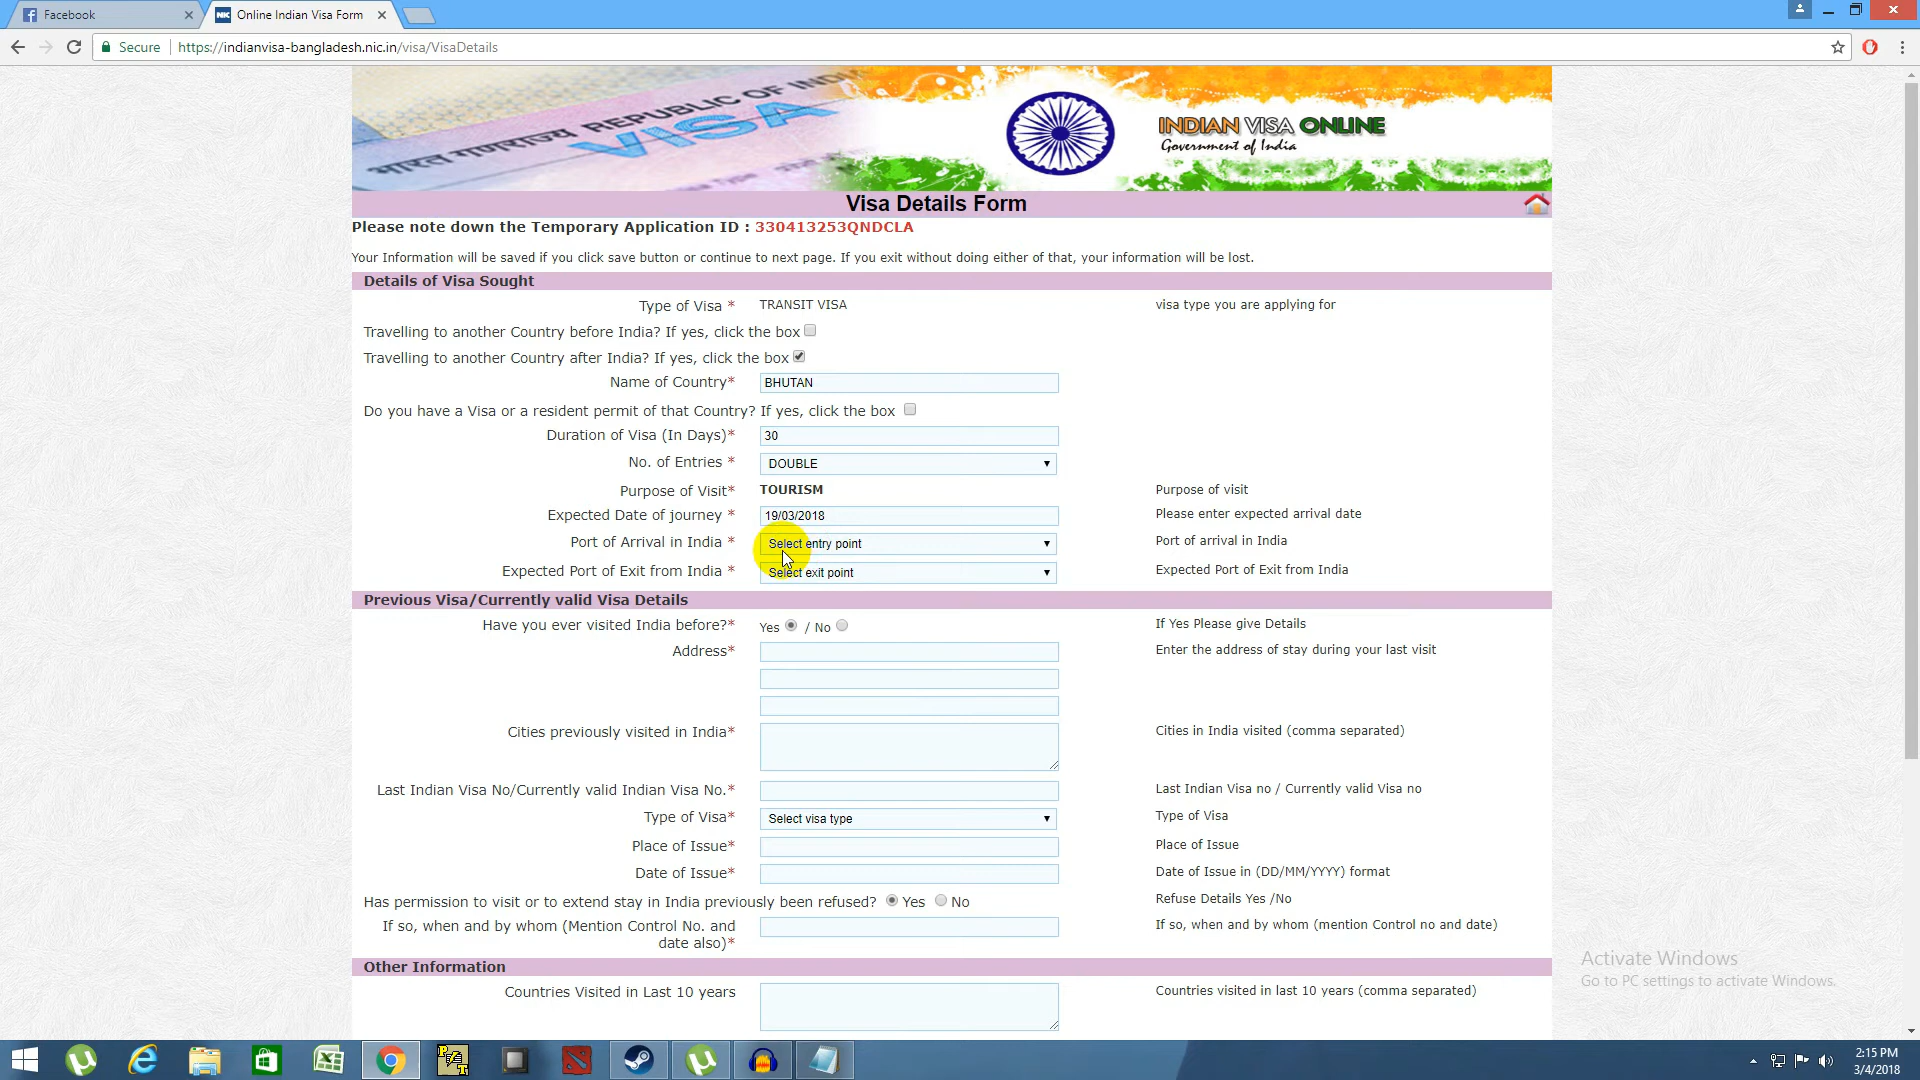 Facebook
Online Indian Visa Form
Secure
https://indianvisa-bangladesh.nic.in/visa/VisaDetails
भारत गणराज्य REPUBLIC OF INDIA
VISA
INDIAN VISA ONLINE
Government of India
Visa Details Form
Please note down the Temporary Application ID : 330413253QNDCLA
Your Information will be saved if you click save button or continue to next page. If you exit without doing either of that, your information will be lost.
Details of Visa Sought
Type of Visa * TRANSIT VISA visa type you are applying for
Travelling to another Country before India? If yes, click the box
Travelling to another Country after India? If yes, click the box
Name of Country* BHUTAN
Do you have a Visa or a resident permit of that Country? If yes, click the box
Duration of Visa (In Days)* 30
No. of Entries * DOUBLE
Purpose of Visit* TOURISM Purpose of visit
Expected Date of journey * 19/03/2018 Please enter expected arrival date
Port of Arrival in India * Select entry point Port of arrival in India
Expected Port of Exit from India * Select exit point Expected Port of Exit from India
Previous Visa/Currently valid Visa Details
Have you ever visited India before?* Yes / No If Yes Please give Details
Address* Enter the address of stay during your last visit
Cities previously visited in India* Cities in India visited (comma separated)
Last Indian Visa No/Currently valid Indian Visa No.* Last Indian Visa no / Currently valid Visa no
Type of Visa* Select visa type Type of Visa
Place of Issue* Place of Issue
Date of Issue* Date of Issue in (DD/MM/YYYY) format
Has permission to visit or to extend stay in India previously been refused? Yes No Refuse Details Yes /No
If so, when and by whom (Mention Control No. and If so, when and by whom (mention Control no and date)
date also)*
Other Information
Countries Visited in Last 10 years Countries visited in last 10 years (comma separated)
Activate Windows
Go to PC settings to activate Windows.
2:15 PM
3/4/2018